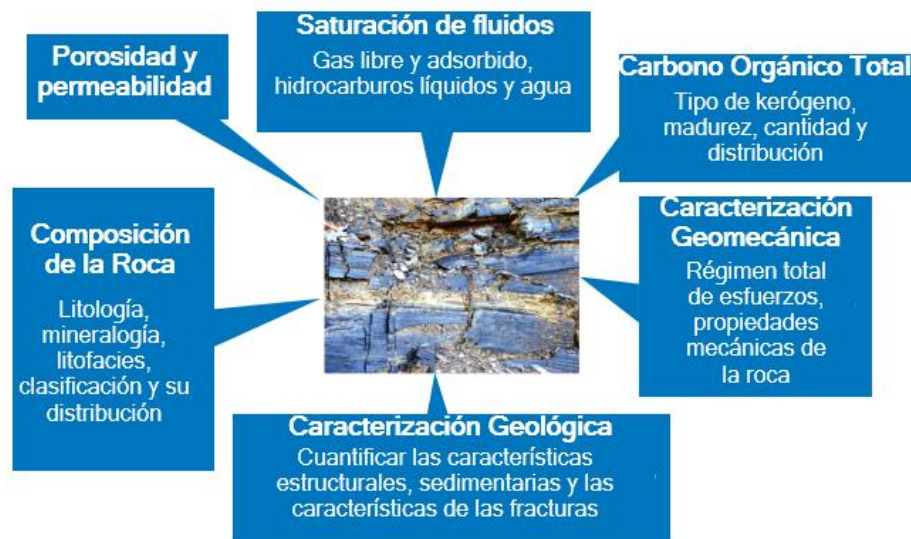 Porosidad y
permeabilidad
Saturación de fluidos
Gas libre y adsorbido,
hidrocarburos líquidos y agua
Carbono Orgánico Total
Tipo de kerógeno,
madurez, cantidad y
distribución
Composición
de la Roca
Litología,
mineralogía,
litofacies,
clasificación y su
distribución
Caracterización
Geomecánica
Régimen total
de esfuerzos,
propiedades
mecánicas de
la roca
Caracterización Geológica
Cuantificar las características
estructurales, sedimentarias y las
características de las fracturas